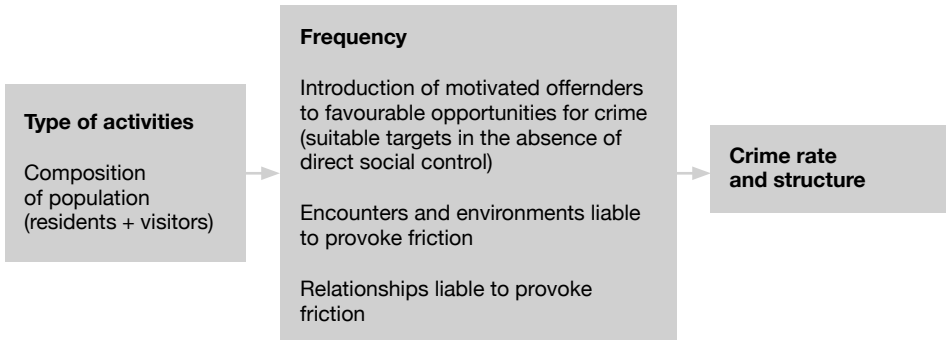 Type of activities
Composition
of population
(residents + visitors)
Frequency
Introduction of motivated offernders
to favourable opportunities for crime
(suitable targets in the absence of
direct social control)
Encounters and environments liable
to provoke friction
Relationships liable to provoke
friction
Crime rate
and structure